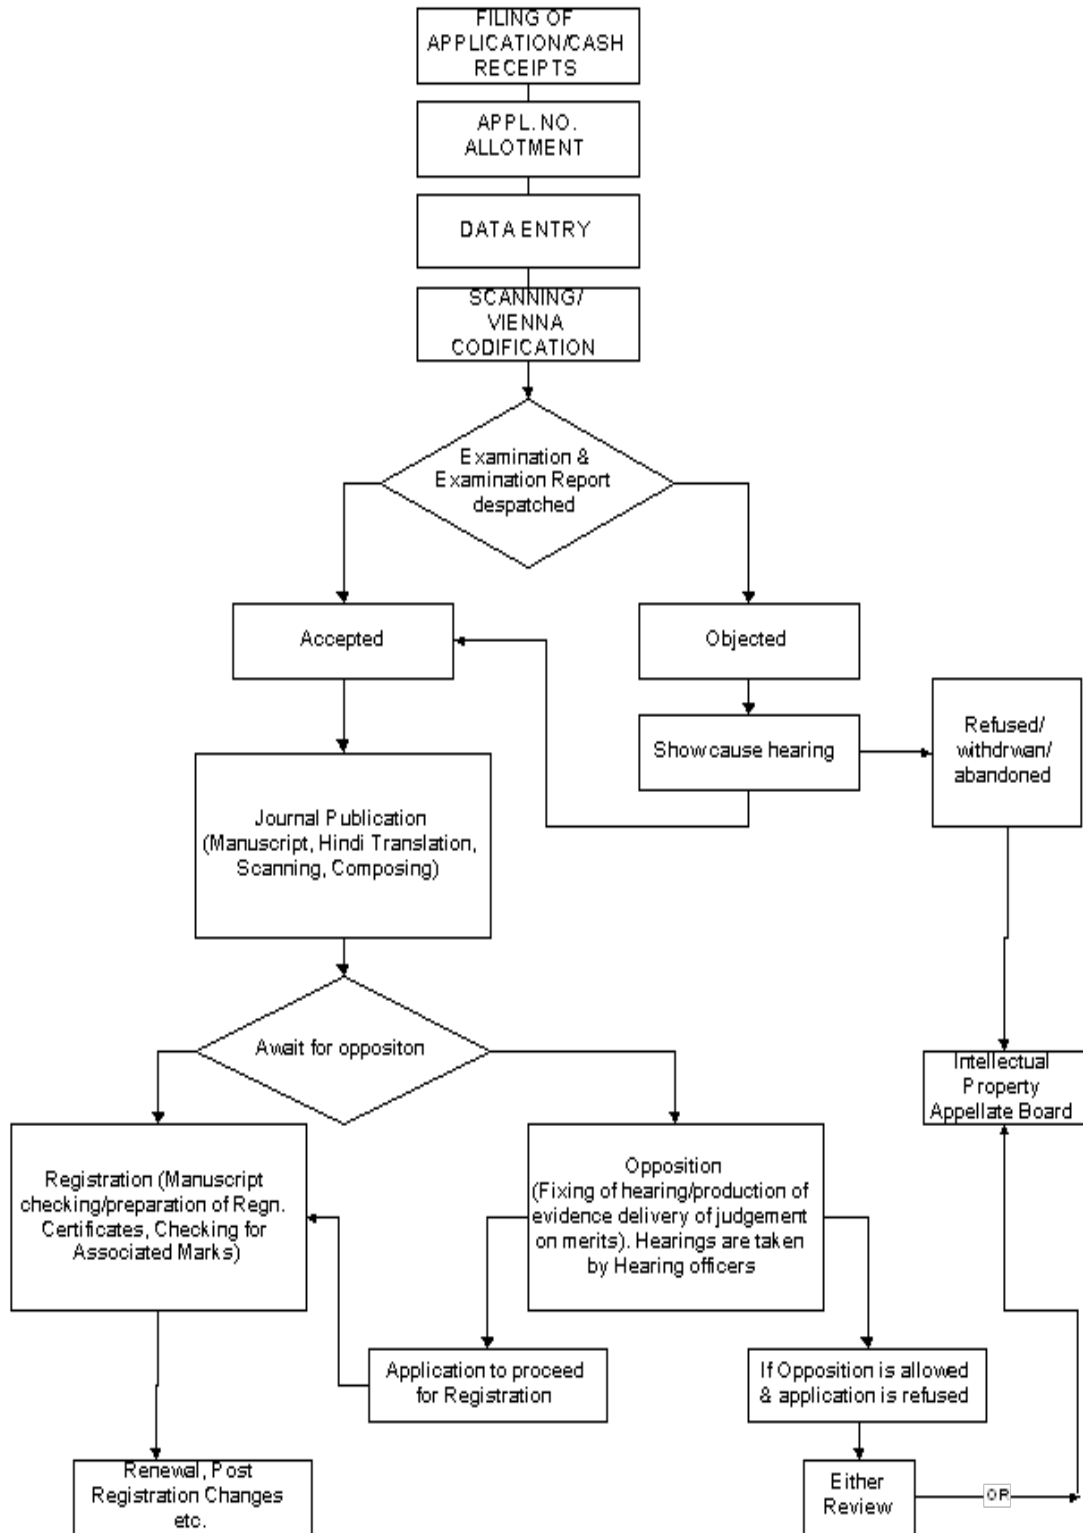 FILING OF
APPLICATION/CASH
RECEIPTS
APPL. NO.
ALLOTMENT
DATA ENTRY
SCANNING/
VIENNA
CODIFICATION
Examination &
Examination Report
despatched
Accepted
Objected
Show cause hearing
Refused/
withdrwan/
abandoned
Journal Publication
(Manuscript, Hindi Translation,
Scanning, Composing)
Await for oppositon
Intellectual
Property
Appellate Board
Registration (Manuscript
checking/preparation of Regn.
Certificates, Checking for
Associated Marks)
Opposition
(Fixing of hearing/production of
evidence delivery of judgement
on merits). Hearings are taken
by Hearing officers
Application to proceed
for Registration
If Opposition is allowed
& application is refused
Renewal, Post
Registration Changes
etc.
Either
Review
OR